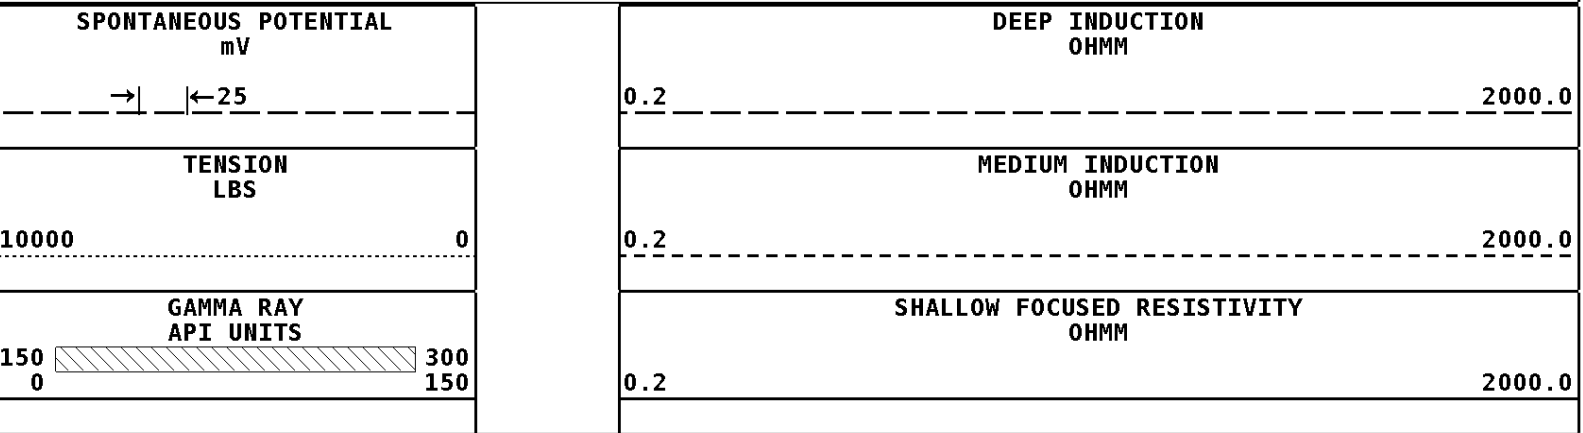 SPONTANEOUS POTENTIAL
mV
→|  |←25
TENSION
LBS
10000 0
GAMMA RAY
API UNITS
150 300
0 150
DEEP INDUCTION
OHMM
0.2 2000.0
MEDIUM INDUCTION
OHMM
0.2 2000.0
SHALLOW FOCUSED RESISTIVITY
OHMM
0.2 2000.0